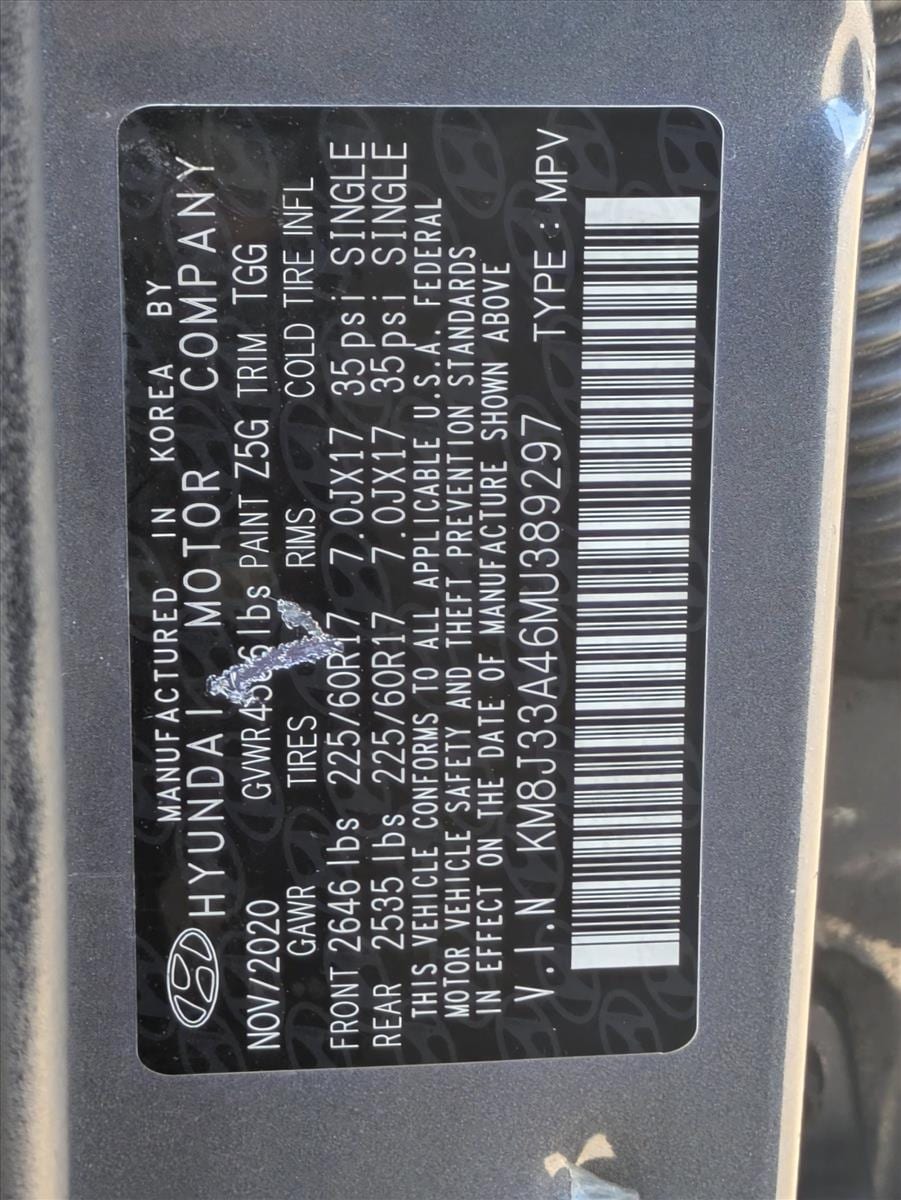 MANUFACTURED IN KOREA BY
HYUNDAI MOTOR COMPANY
NOV/2020 PAINT Z5G TRIM TGG
GAWR TIRES RIMS COLD TIRE INFL
FRONT 2646 lbs 225/60R17 7.0JX17 35psi SINGLE
REAR 2535 lbs 225/60R17 7.0JX17 35psi SINGLE
THIS VEHICLE CONFORMS TO ALL APPLICABLE U.S.A. FEDERAL
MOTOR VEHICLE SAFETY AND THEFT PREVENTION STANDARDS
IN EFFECT ON THE DATE OF MANUFACTURE SHOWN ABOVE
V.I.N KM8J33A46MU389297 TYPE : MPV